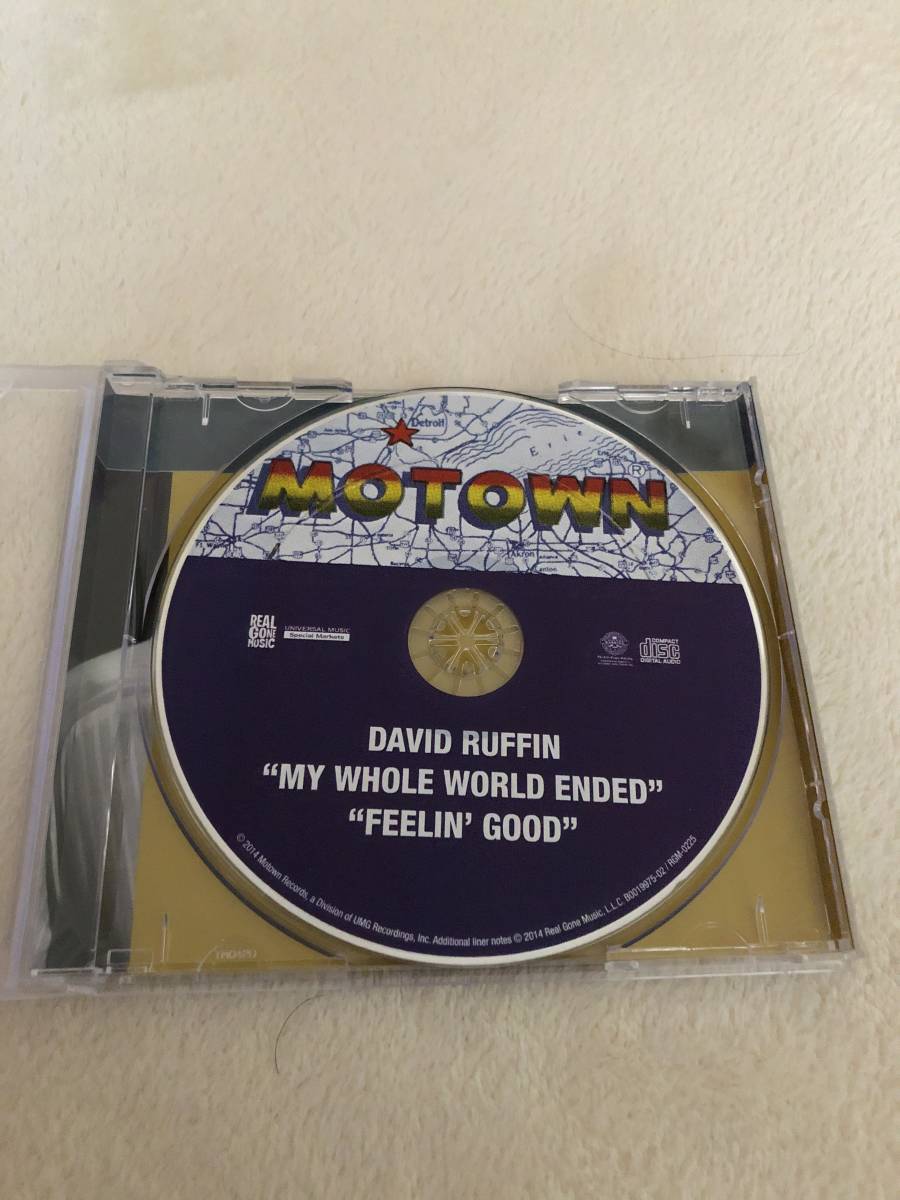 Detroit
Erie
MOTOWN®
Akron
REAL
GONE
MUSIC
UNIVERSAL MUSIC
Special Markets
COMPACT
disc
DIGITAL AUDIO
DAVID RUFFIN
“MY WHOLE WORLD ENDED”
“FEELIN’ GOOD”
© 2014 Motown Records, a Division of UMG Recordings, Inc. Additional liner notes © 2014 Real Gone Music, L.L.C. B0019975-02 / RGM-0225